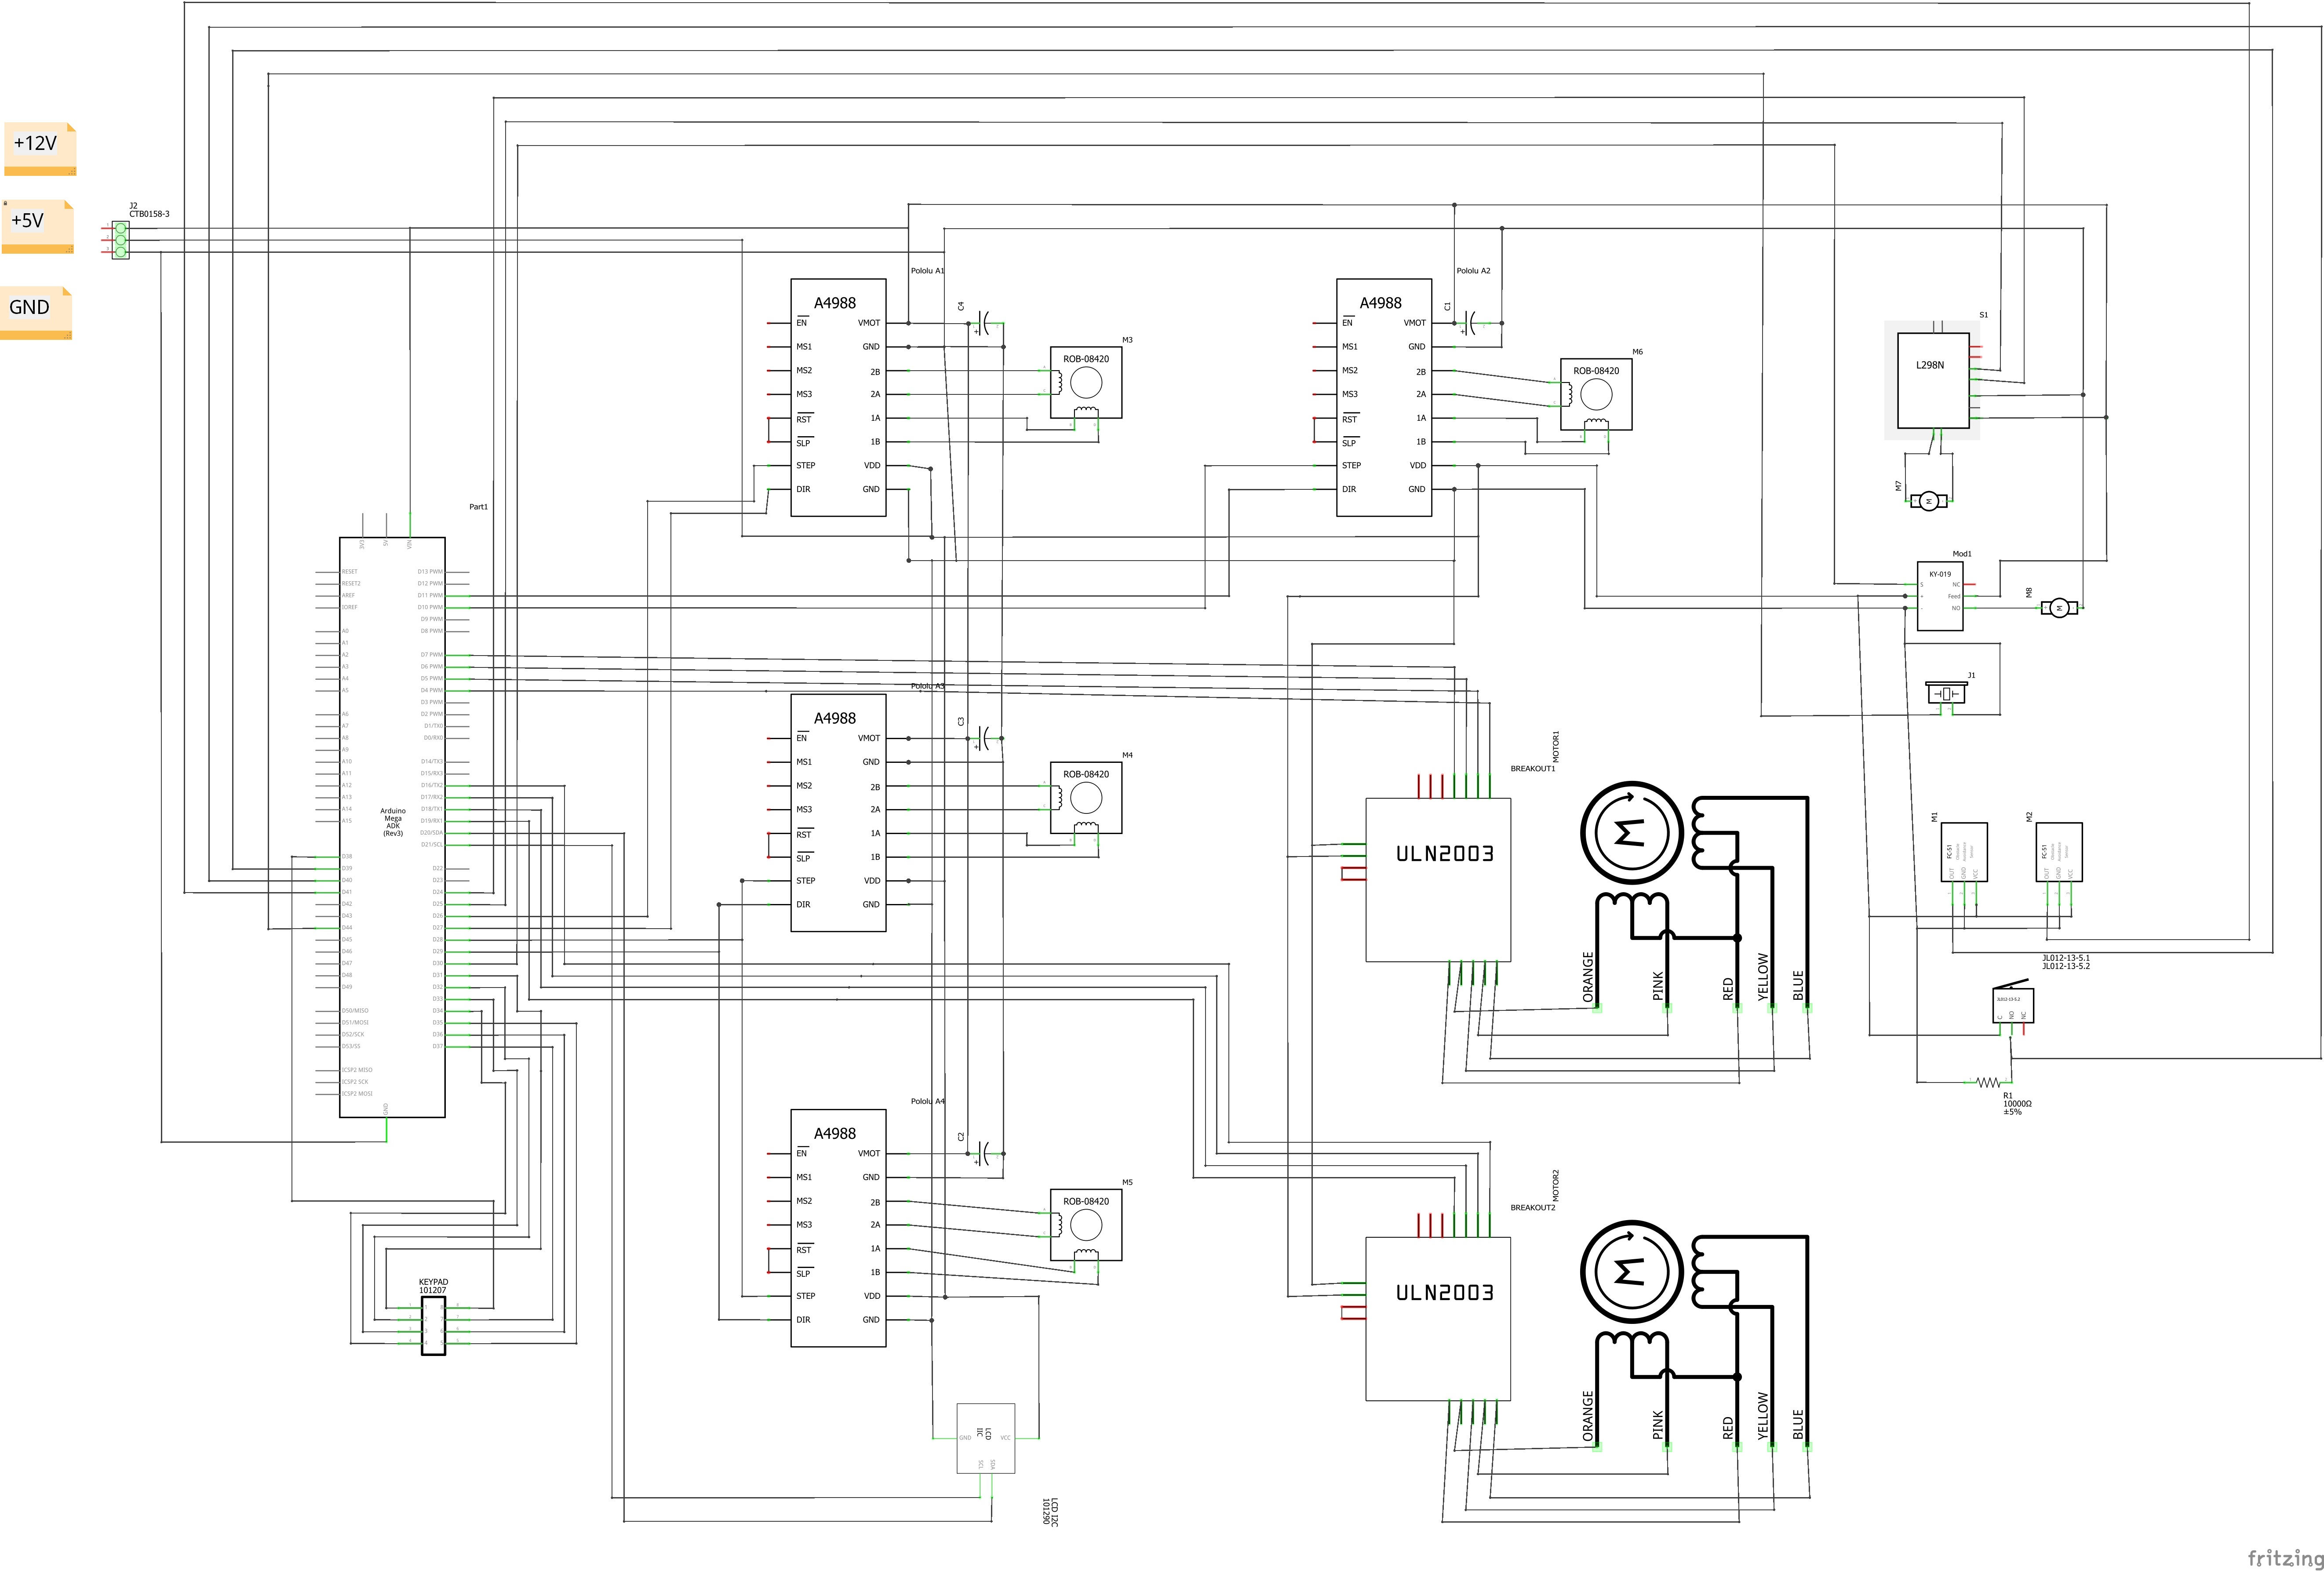 +12V
+5V
GND
J2
CTB0158-3
Part1
3V3
5V
VIN
RESET
RESET2
AREF
IOREF
A0
A1
A2
A3
A4
A5
A6
A7
A8
A9
A10
A11
A12
A13
A14
A15
D38
D39
D40
D41
D42
D43
D44
D45
D46
D47
D48
D49
D50/MISO
D51/MOSI
D52/SCK
D53/SS
ICSP2 MISO
ICSP2 SCK
ICSP2 MOSI
Arduino
Mega
ADK
(Rev3)
D13 PWM
D12 PWM
D11 PWM
D10 PWM
D9 PWM
D8 PWM
D7 PWM
D6 PWM
D5 PWM
D4 PWM
D3 PWM
D2 PWM
D1/TX0
D0/RX0
D14/TX3
D15/RX3
D16/TX2
D17/RX2
D18/TX1
D19/RX1
D20/SDA
D21/SCL
D22
D23
D24
D25
D26
D27
D28
D29
D30
D31
D32
D33
D34
D35
D36
D37
GND
KEYPAD
101207
Pololu A1
A4988
EN
MS1
MS2
MS3
RST
SLP
STEP
DIR
VMOT
GND
2B
2A
1A
1B
VDD
GND
C4
+
M3
ROB-08420
Pololu A2
A4988
EN
MS1
MS2
MS3
RST
SLP
STEP
DIR
VMOT
GND
2B
2A
1A
1B
VDD
GND
C1
+
M6
ROB-08420
Pololu A3
A4988
EN
MS1
MS2
MS3
RST
SLP
STEP
DIR
VMOT
GND
2B
2A
1A
1B
VDD
GND
C3
+
M4
ROB-08420
Pololu A4
A4988
EN
MS1
MS2
MS3
RST
SLP
STEP
DIR
VMOT
GND
2B
2A
1A
1B
VDD
GND
C2
+
M5
ROB-08420
LCD
IIC
GND
VCC
SCL
SDA
LCD I2C
101290
S1
L298N
M7
M
Mod1
KY-019
S
+
-
NC
Feed
NO
M8
M
J1
BREAKOUT1
MOTOR1
ULN2003
M
ORANGE
PINK
RED
YELLOW
BLUE
BREAKOUT2
MOTOR2
ULN2003
M
ORANGE
PINK
RED
YELLOW
BLUE
M1
FC-51
Obstacle
Avoidance
Sensor
OUT
GND
VCC
M2
FC-51
Obstacle
Avoidance
Sensor
OUT
GND
VCC
JL012-13-5.1
JL012-13-5.2
C
NO
NC
R1
10000Ω
±5%
fritzing